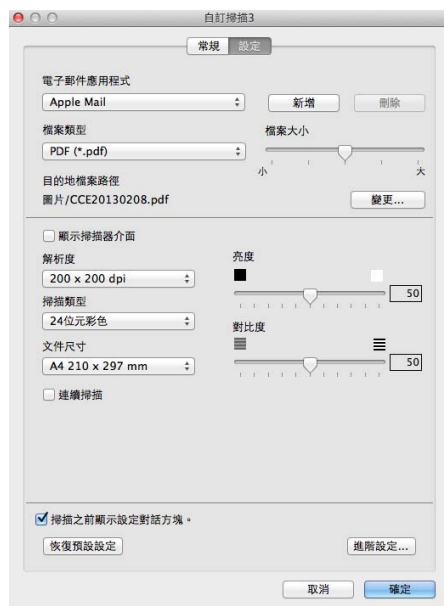 自訂掃描3
常規 設定
電子郵件應用程式
Apple Mail 新增 刪除
檔案類型 檔案大小
PDF (*.pdf)
小 大
目的地檔案路徑
圖片/CCE20130208.pdf 變更...
顯示掃描器介面
解析度 亮度
200 x 200 dpi
50
掃描類型
24位元彩色
對比度
文件尺寸
A4 210 x 297 mm 50
連續掃描
掃描之前顯示設定對話方塊。
恢復預設設定 進階設定...
取消 確定